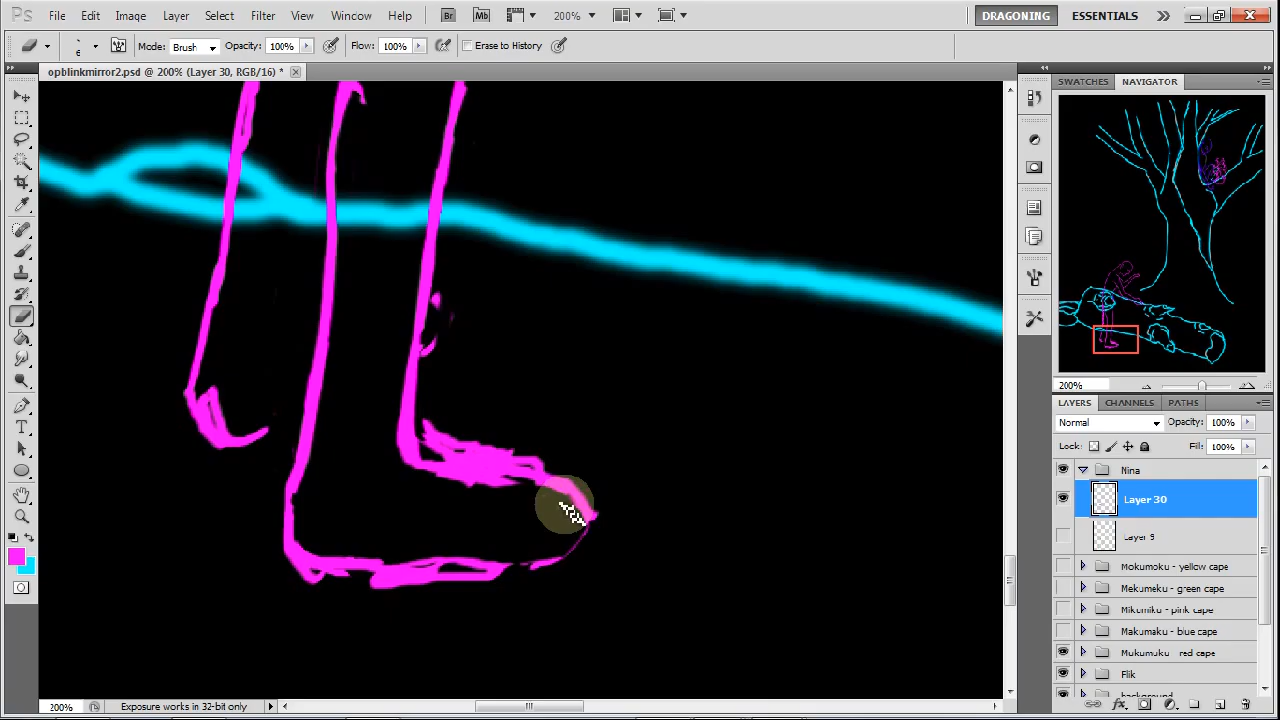 Ps File Edit Image Layer Select Filter View Window Help Br Mb 200% DRAGONING ESSENTIALS
Mode: Brush Opacity: 100% Flow: 100% Erase to History
opblinkmirror2.psd @ 200% (Layer 30, RGB/16) *
SWATCHES NAVIGATOR
200%
LAYERS CHANNELS PATHS
Normal Opacity: 100%
Lock: Fill: 100%
Nina
Layer 30
Layer 9
Mokumoku - yellow cape
Mekumeku - green cape
Mikumiku - pink cape
Makumaku - blue cape
Mukumuku - red cape
Flik
background
200% Exposure works in 32-bit only